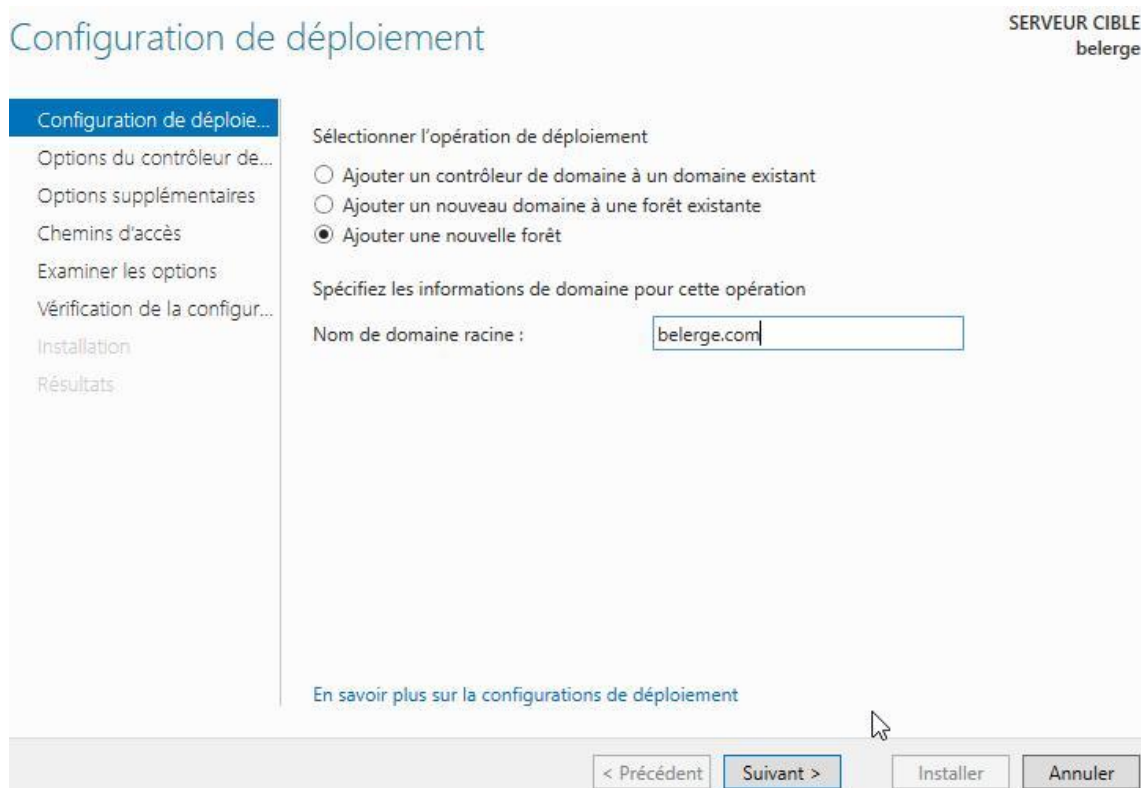 Configuration de déploiement
SERVEUR CIBLE
belerge
Configuration de déploie...
Options du contrôleur de...
Options supplémentaires
Chemins d'accès
Examiner les options
Vérification de la configur...
Installation
Résultats
Sélectionner l'opération de déploiement
Ajouter un contrôleur de domaine à un domaine existant
Ajouter un nouveau domaine à une forêt existante
Ajouter une nouvelle forêt
Spécifiez les informations de domaine pour cette opération
Nom de domaine racine :
belerge.com
En savoir plus sur la configurations de déploiement
< Précédent
Suivant >
Installer
Annuler